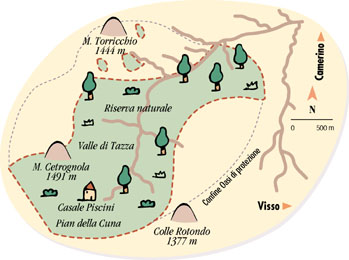 M. Torricchio
1444 m
Camerino
Riserva naturale
N
0 500 m
Valle di Tazza
M. Cetrognola
1491 m
Confine Oasi di protezione
Casale Piscini
Pian della Cuna
Visso
Colle Rotondo
1377 m